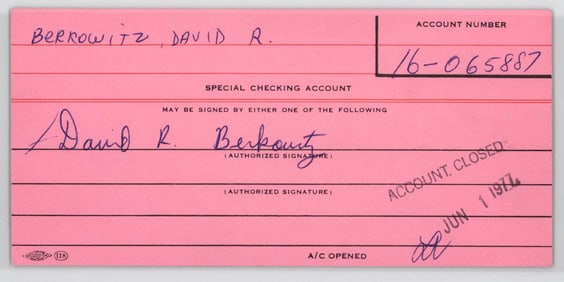 BERKOWITZ, DAVID R.
ACCOUNT NUMBER
16-065887
SPECIAL CHECKING ACCOUNT
MAY BE SIGNED BY EITHER ONE OF THE FOLLOWING
David R. Berkowitz
(AUTHORIZED SIGNATURE)
(AUTHORIZED SIGNATURE)
ACCOUNT CLOSED
JUN 1 1977
A/C OPENED
118